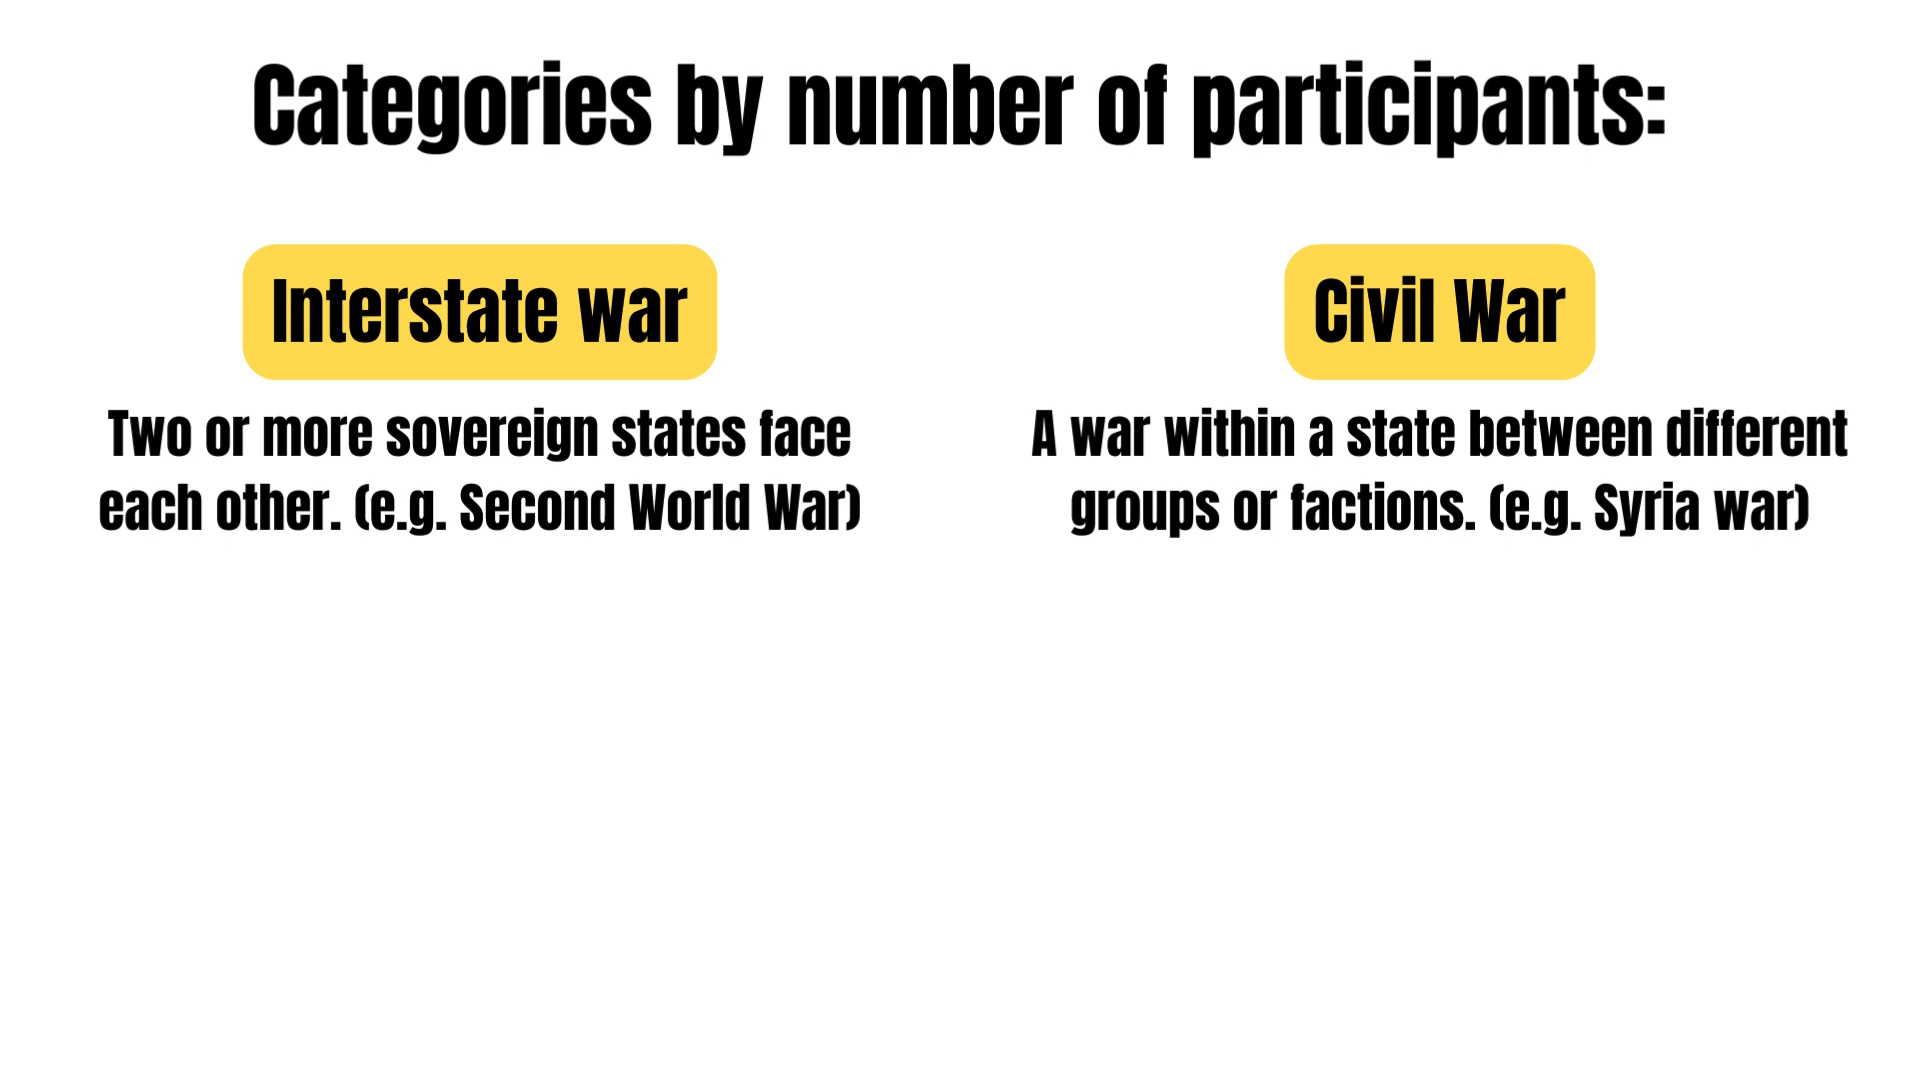 Categories by number of participants:
Interstate war
Two or more sovereign states face
each other. (e.g. Second World War)
Civil War
A war within a state between different
groups or factions. (e.g. Syria war)